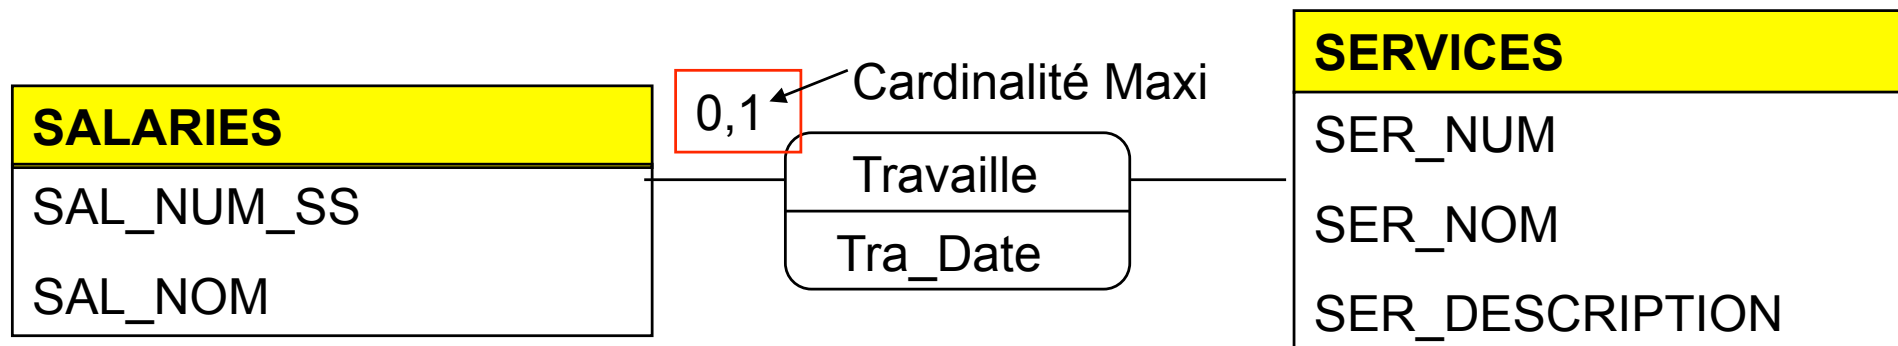 SALARIES
SAL_NUM_SS
SAL_NOM
0,1
Cardinalité Maxi
Travaille
Tra_Date
SERVICES
SER_NUM
SER_NOM
SER_DESCRIPTION